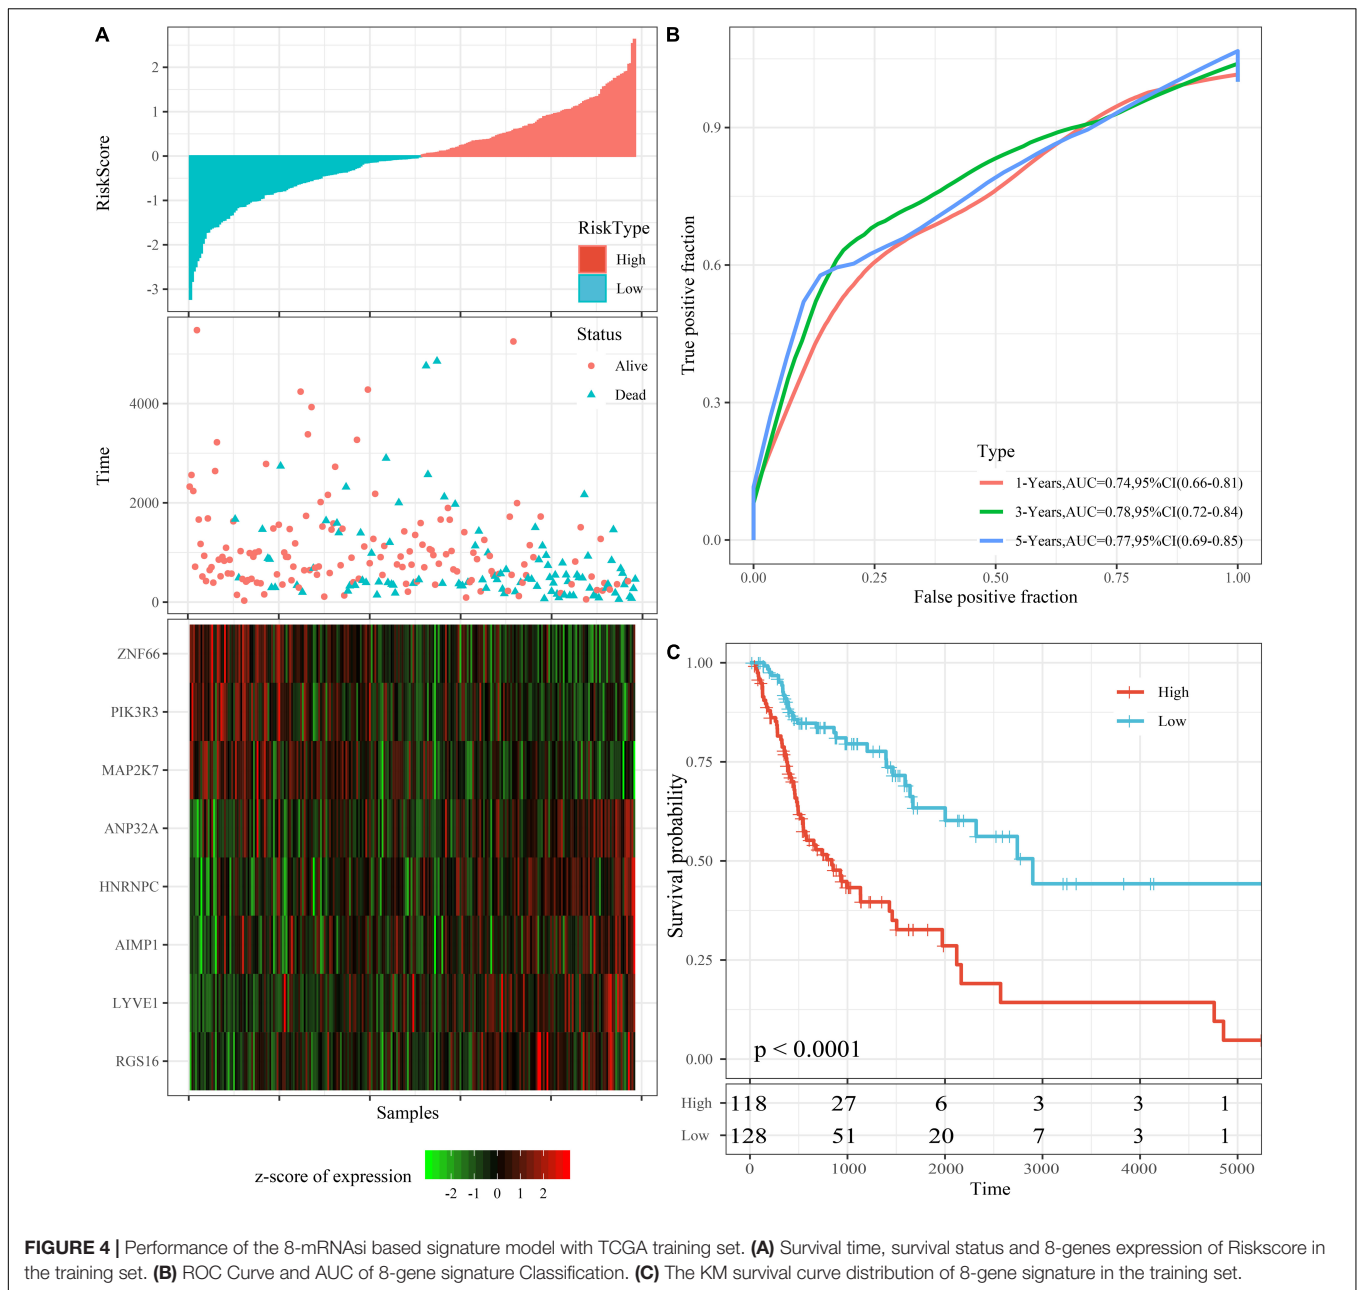 A
RiskScore
2
1
0
-1
-2
-3
RiskType
High
Low
Time
4000
2000
0
Status
Alive
Dead
ZNF66
PIK3R3
MAP2K7
ANP32A
HNRNPC
AIMP1
LYVE1
RGS16
Samples
z-score of expression
-2 -1 0 1 2
B
True positive fraction
0.9
0.6
0.3
0.0
Type
1-Years,AUC=0.74,95%CI(0.66-0.81)
3-Years,AUC=0.78,95%CI(0.72-0.84)
5-Years,AUC=0.77,95%CI(0.69-0.85)
0.00 0.25 0.50 0.75 1.00
False positive fraction
C
Survival probability
1.00
0.75
0.50
0.25
0.00
High
Low
p < 0.0001
High 118 27 6 3 3 1
Low 128 51 20 7 3 1
0 1000 2000 3000 4000 5000
Time
FIGURE 4 | Performance of the 8-mRNAsi based signature model with TCGA training set. (A) Survival time, survival status and 8-genes expression of Riskscore in
the training set. (B) ROC Curve and AUC of 8-gene signature Classification. (C) The KM survival curve distribution of 8-gene signature in the training set.